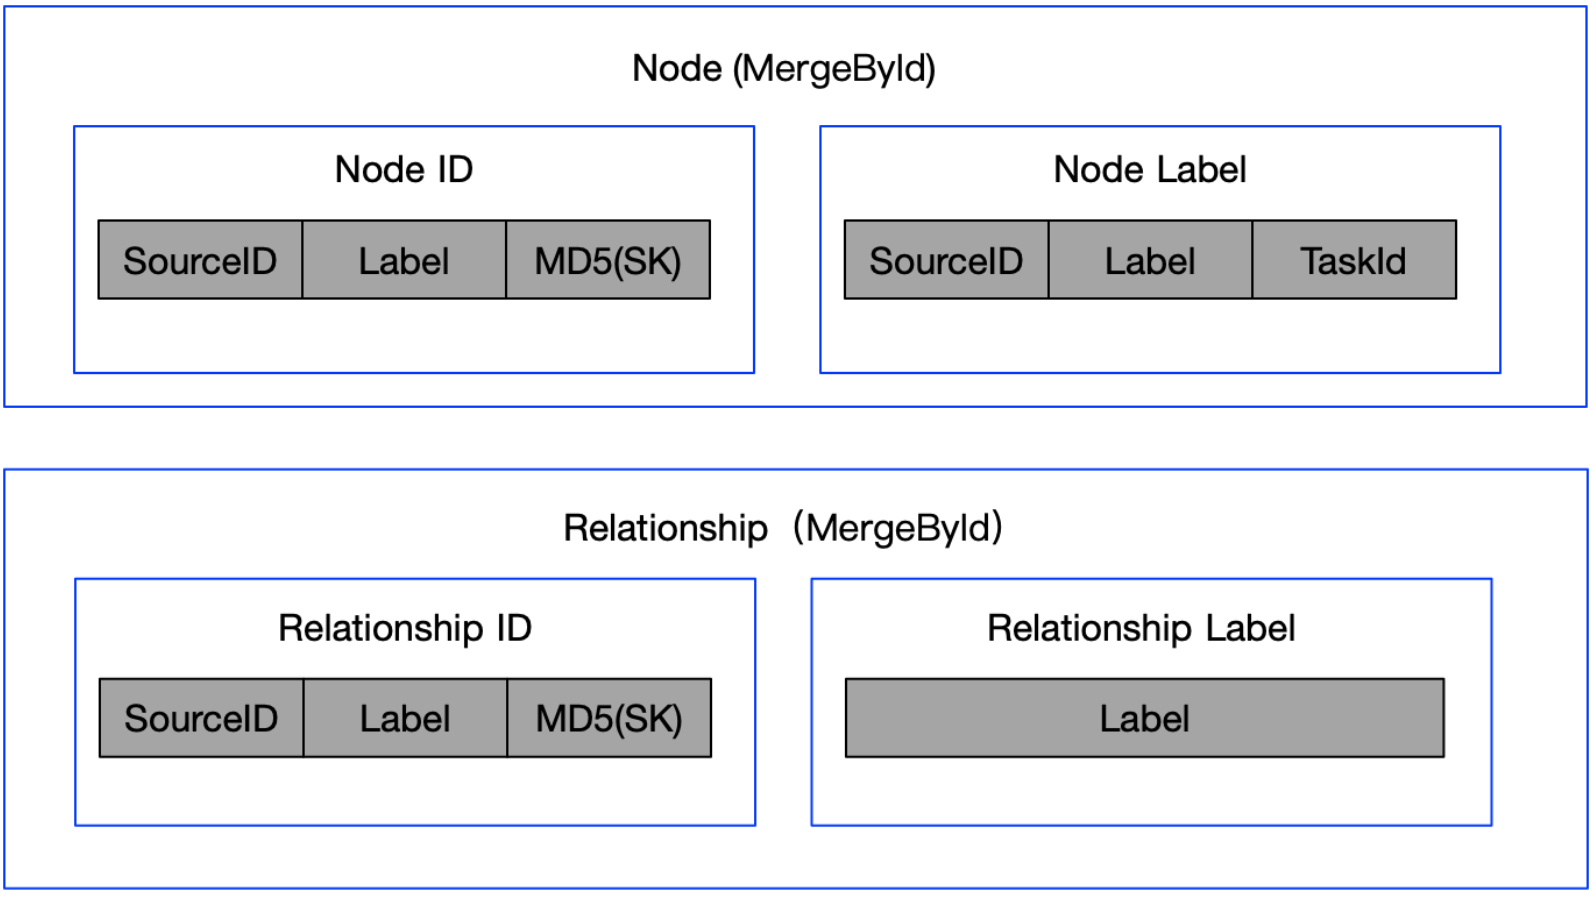 Node (MergeById)
Node ID
SourceID Label MD5(SK)
Node Label
SourceID Label TaskId
Relationship（MergeById）
Relationship ID
SourceID Label MD5(SK)
Relationship Label
Label